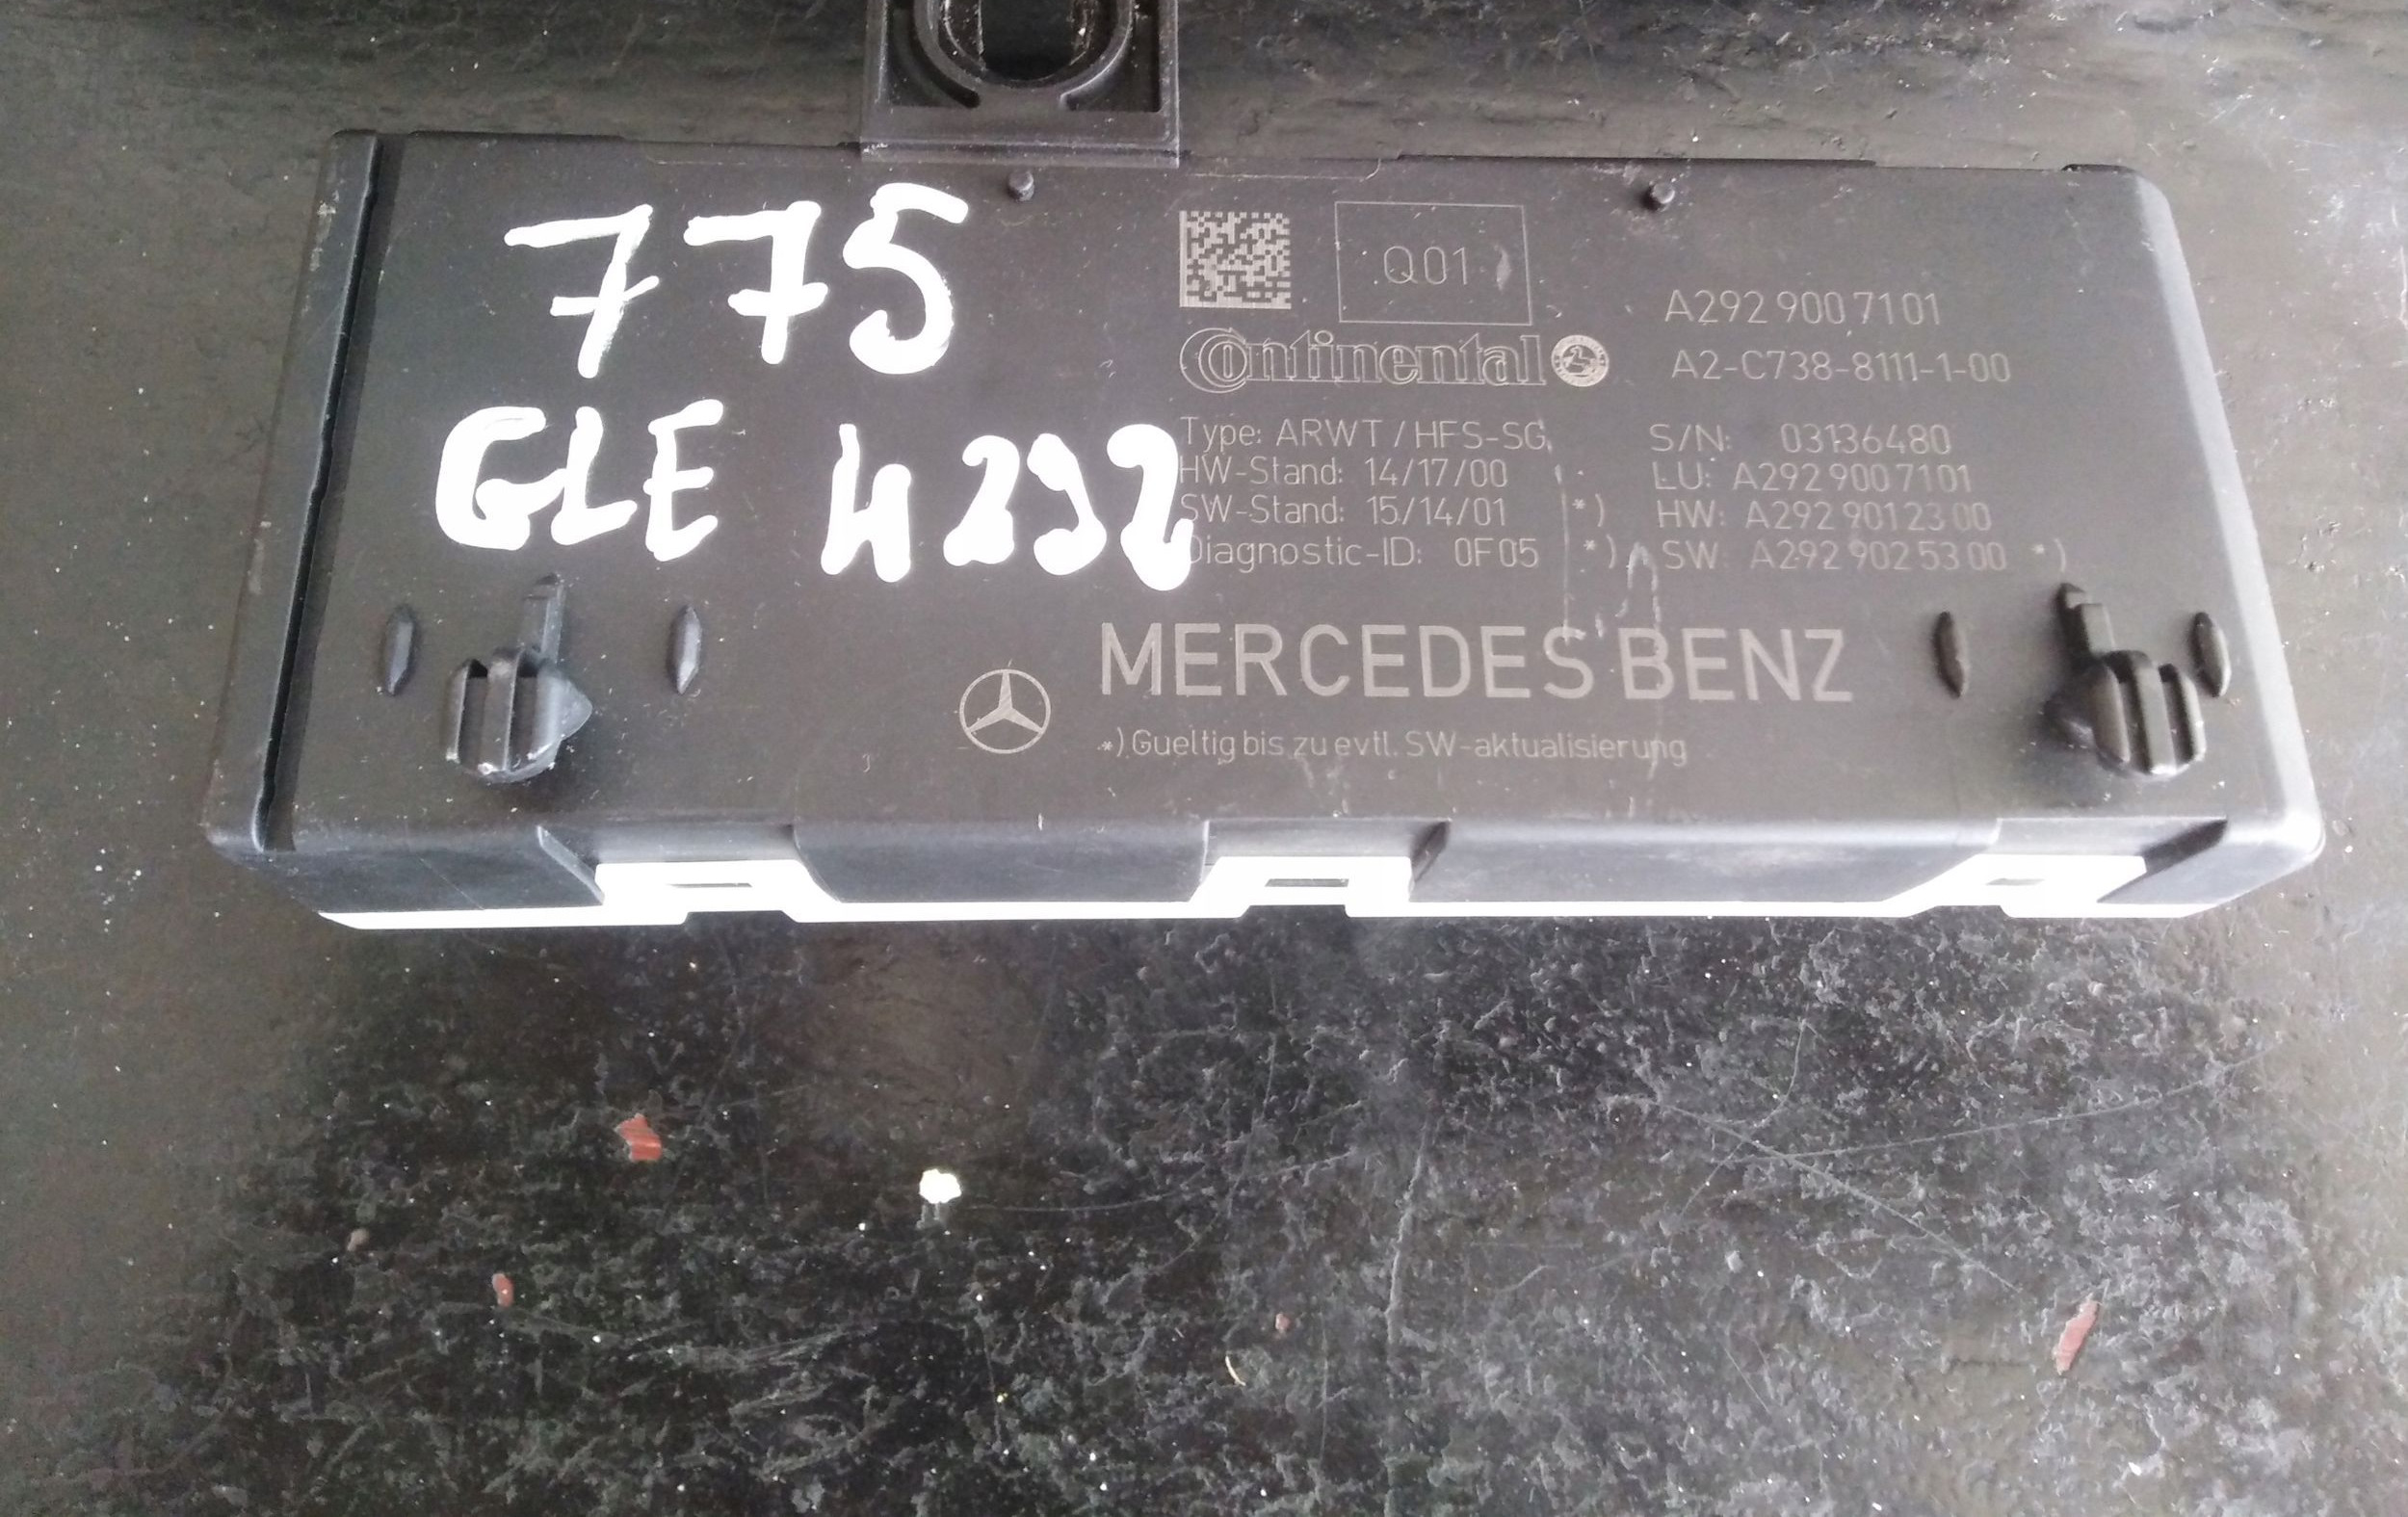 775
GLE W292
Q01
Continental
A292 900 71 01
A2-C738-8111-1-00
Type: ARWT / HFS-SG
HW-Stand: 14/17/00
SW-Stand: 15/14/01 *)
Diagnostic-ID: 0F05 *)
S/N: 03136480
LU: A292 900 71 01
HW: A292 901 23 00
SW: A292 902 53 00 *)
MERCEDES BENZ
*) Gueltig bis zu evtl. SW-aktualisierung